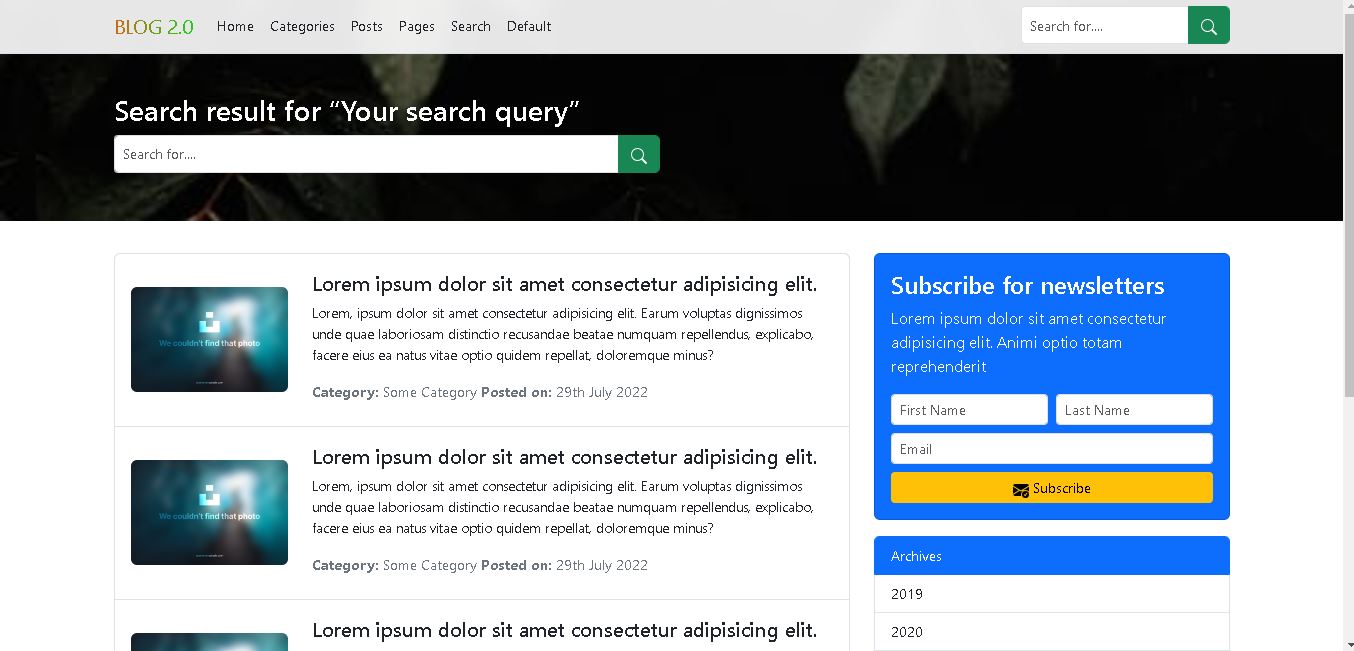 BLOG 2.0 Home Categories Posts Pages Search Default Search for....
Search result for “Your search query”
Search for....
Lorem ipsum dolor sit amet consectetur adipisicing elit.
Lorem, ipsum dolor sit amet consectetur adipisicing elit. Earum voluptas dignissimos
unde quae laboriosam distinctio recusandae beatae numquam repellendus, explicabo,
facere eius ea natus vitae optio quidem repellat, doloremque minus?
We couldn't find that photo
Category: Some Category Posted on: 29th July 2022
Lorem ipsum dolor sit amet consectetur adipisicing elit.
Lorem, ipsum dolor sit amet consectetur adipisicing elit. Earum voluptas dignissimos
unde quae laboriosam distinctio recusandae beatae numquam repellendus, explicabo,
facere eius ea natus vitae optio quidem repellat, doloremque minus?
We couldn't find that photo
Category: Some Category Posted on: 29th July 2022
Lorem ipsum dolor sit amet consectetur adipisicing elit.
Subscribe for newsletters
Lorem ipsum dolor sit amet consectetur
adipisicing elit. Animi optio totam
reprehenderit
First Name Last Name
Email
Subscribe
Archives
2019
2020